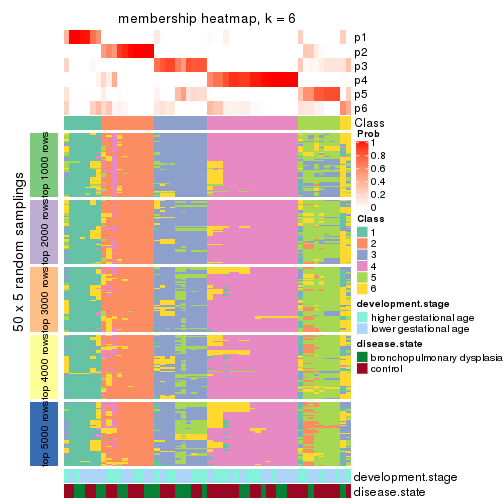 membership heatmap, k = 6
p1
p2
p3
p4
p5
p6
Class
50 x 5 random samplings
top 1000 rows
top 2000 rows
top 3000 rows
top 4000 rows
top 5000 rows
Prob
1
0.8
0.6
0.4
0.2
0
Class
1
2
3
4
5
6
development.stage
higher gestational age
lower gestational age
disease.state
bronchopulmonary dysplasia
control
development.stage
disease.state